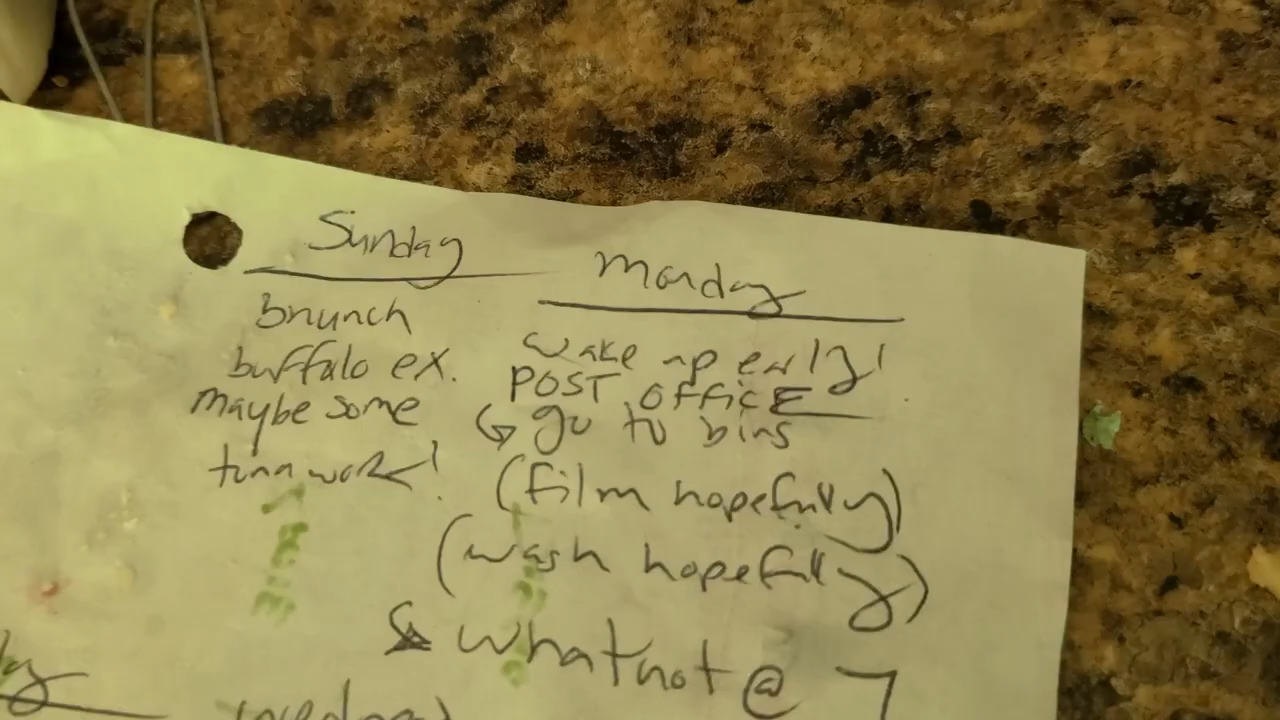 Sunday
brunch
buffalo ex.
maybe some
work!
Monday
wake up early!
POST OFFICE
↳ go to bins
(film hopefully)
(wash hopefully)
& whatnot @ 7